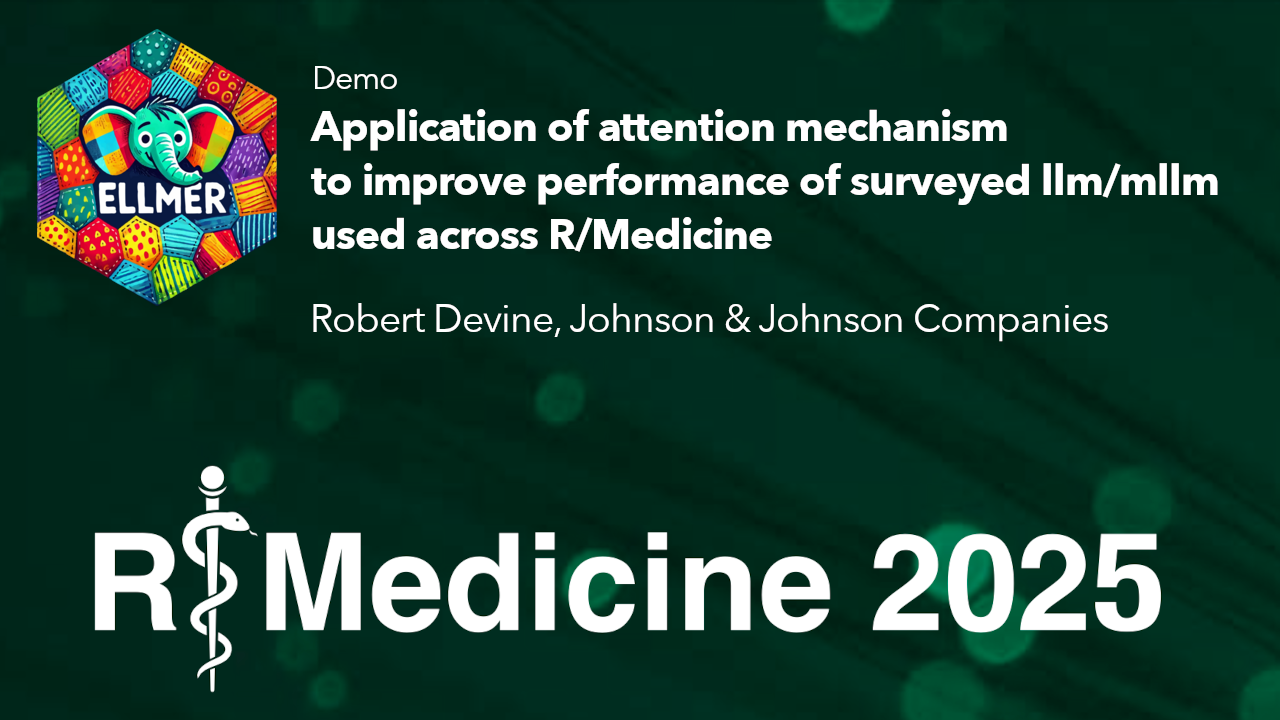 ELLMER
Demo
Application of attention mechanism
to improve performance of surveyed llm/mllm
used across R/Medicine
Robert Devine, Johnson & Johnson Companies
R Medicine 2025